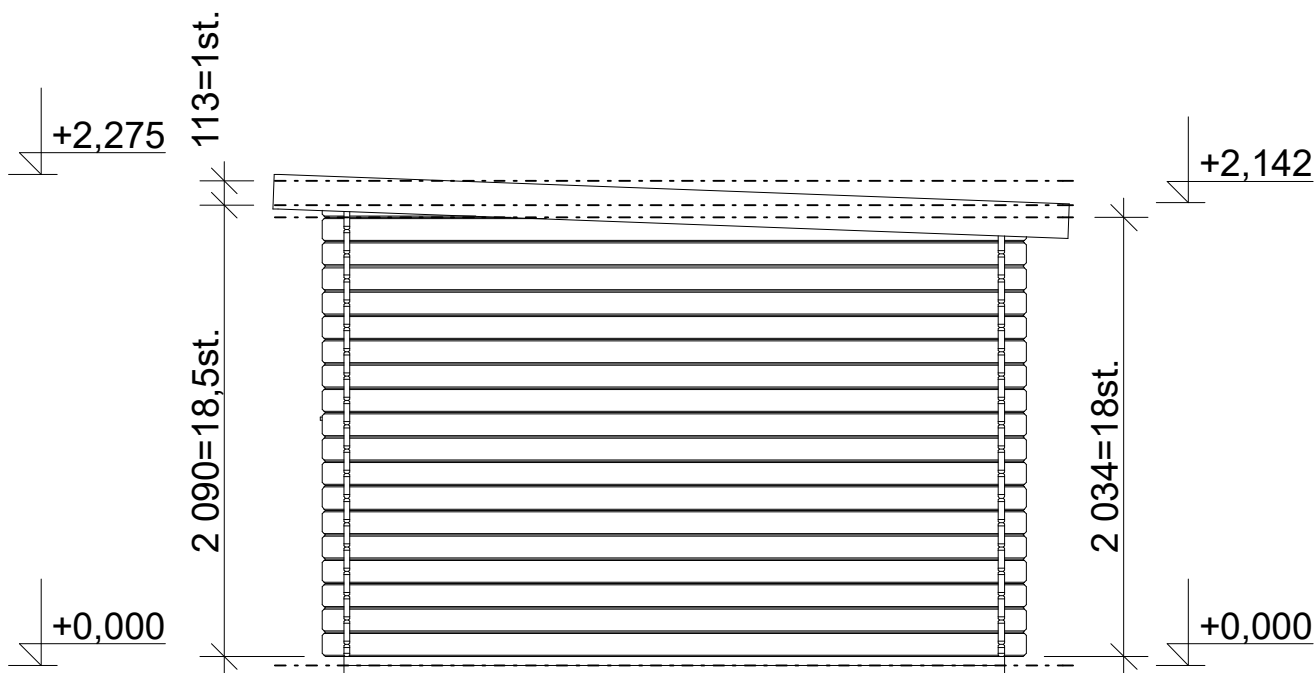 113=1st.
+2,275
+2,142
2 090=18,5st.
2 034=18st.
+0,000
+0,000